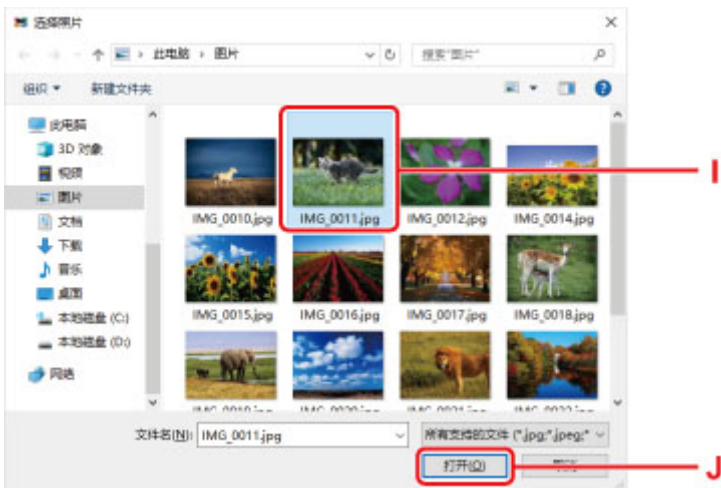 选择照片
此电脑 › 图片
搜索"图片"
组织 新建文件夹
此电脑
3D 对象
视频
图片
文档
下载
音乐
桌面
本地磁盘 (C:)
本地磁盘 (D:)
网络
IMG_0010.jpg IMG_0011.jpg IMG_0012.jpg IMG_0014.jpg
I
IMG_0015.jpg IMG_0016.jpg IMG_0017.jpg IMG_0018.jpg
文件名(N): IMG_0011.jpg 所有支持的文件 (*.jpg;*.jpeg;*
打开(O)
J